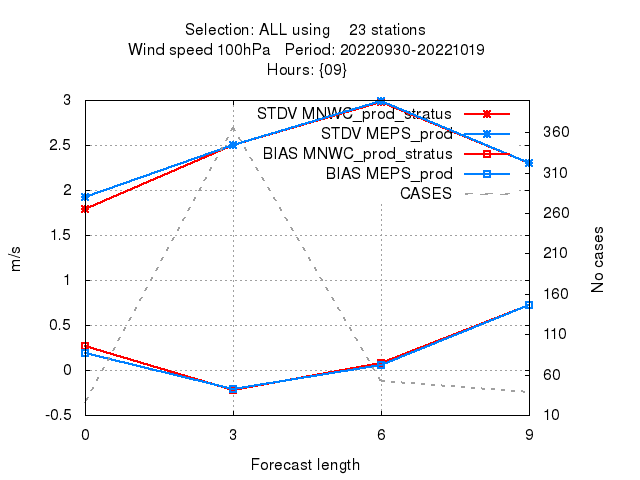 Selection: ALL using 23 stations
Wind speed 100hPa Period: 20220930-20221019
Hours: {09}
STDV MNWC_prod_stratus
STDV MEPS_prod
BIAS MNWC_prod_stratus
BIAS MEPS_prod
CASES
3
2.5
2
1.5
1
0.5
0
-0.5
m/s
360
310
260
210
160
110
60
10
No cases
0 3 6 9
Forecast length